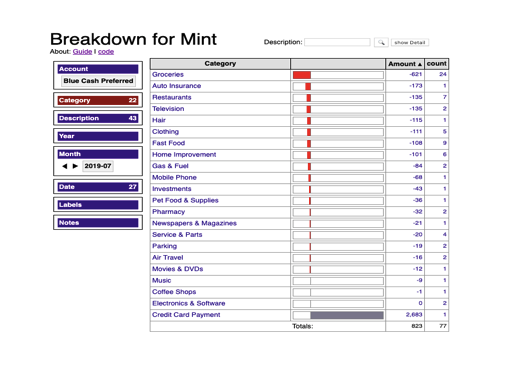 Breakdown for Mint
About: Guide | code
Description:
show Detail
Account
Blue Cash Preferred
Category 22
Description 43
Year
Month
◀ ▶ 2019-07
Date 27
Labels
Notes
Category Amount ▲ count
Groceries -621 24
Auto Insurance -173 1
Restaurants -135 7
Television -135 2
Hair -115 1
Clothing -111 5
Fast Food -108 9
Home Improvement -101 6
Gas & Fuel -84 2
Mobile Phone -68 1
Investments -43 1
Pet Food & Supplies -36 1
Pharmacy -32 2
Newspapers & Magazines -21 1
Service & Parts -20 4
Parking -19 2
Air Travel -16 2
Movies & DVDs -12 1
Music -9 1
Coffee Shops -1 1
Electronics & Software 0 2
Credit Card Payment 2,683 1
Totals: 823 77